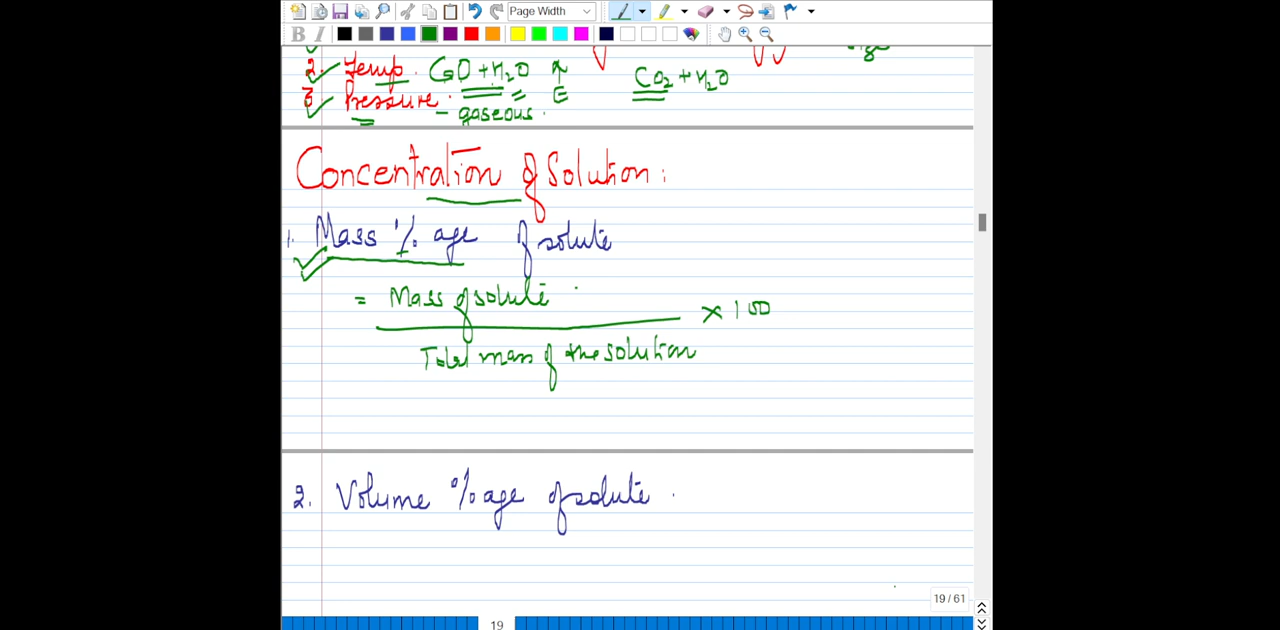 Page Width
B I
2. Temp. CO + H2O
CO2 + H2O
3 Pressure.
- gaseous.
Concentration of Solution:
1. Mass % age of solute
= Mass of solute
× 100
Total mass of the solution
2. Volume % age of solute.
19 / 61
19